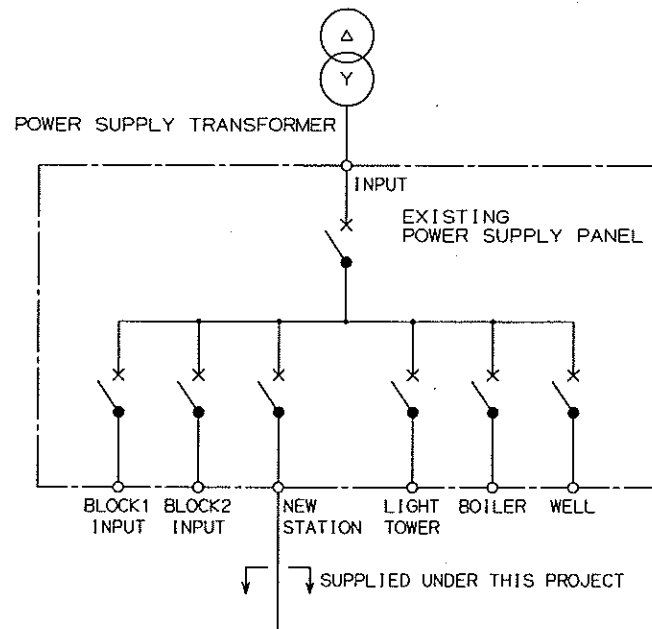 Δ
Y
POWER SUPPLY TRANSFORMER
INPUT
EXISTING
POWER SUPPLY PANEL
BLOCK1
INPUT
BLOCK2
INPUT
NEW
STATION
LIGHT
TOWER
BOILER
WELL
SUPPLIED UNDER THIS PROJECT